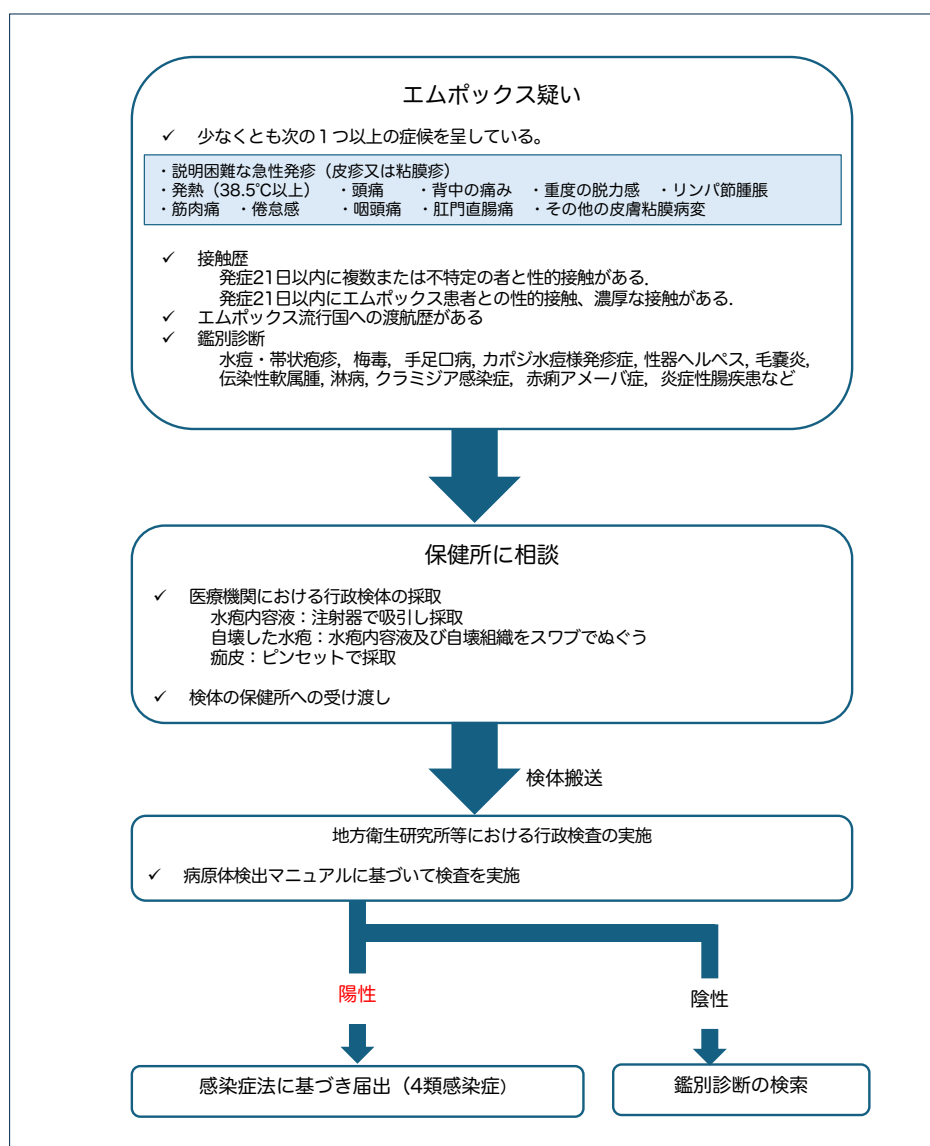 エムポックス疑い
✓ 少なくとも次の１つ以上の症候を呈している。
・説明困難な急性発疹（皮疹又は粘膜疹）
・発熱（38.5℃以上） ・頭痛 ・背中の痛み ・重度の脱力感 ・リンパ節腫脹
・筋肉痛 ・倦怠感 ・咽頭痛 ・肛門直腸痛 ・その他の皮膚粘膜病変
✓ 接触歴
発症21日以内に複数または不特定の者と性的接触がある.
発症21日以内にエムポックス患者との性的接触、濃厚な接触がある.
✓ エムポックス流行国への渡航歴がある
✓ 鑑別診断
水痘・帯状疱疹, 梅毒, 手足口病, カポジ水痘様発疹症, 性器ヘルペス, 毛嚢炎,
伝染性軟属腫, 淋病, クラミジア感染症, 赤痢アメーバ症, 炎症性腸疾患など
保健所に相談
✓ 医療機関における行政検体の採取
水疱内容液：注射器で吸引し採取
自壊した水疱：水疱内容液及び自壊組織をスワブでぬぐう
痂皮：ピンセットで採取
✓ 検体の保健所への受け渡し
検体搬送
地方衛生研究所等における行政検査の実施
✓ 病原体検出マニュアルに基づいて検査を実施
陽性
陰性
感染症法に基づき届出（4類感染症）
鑑別診断の検索